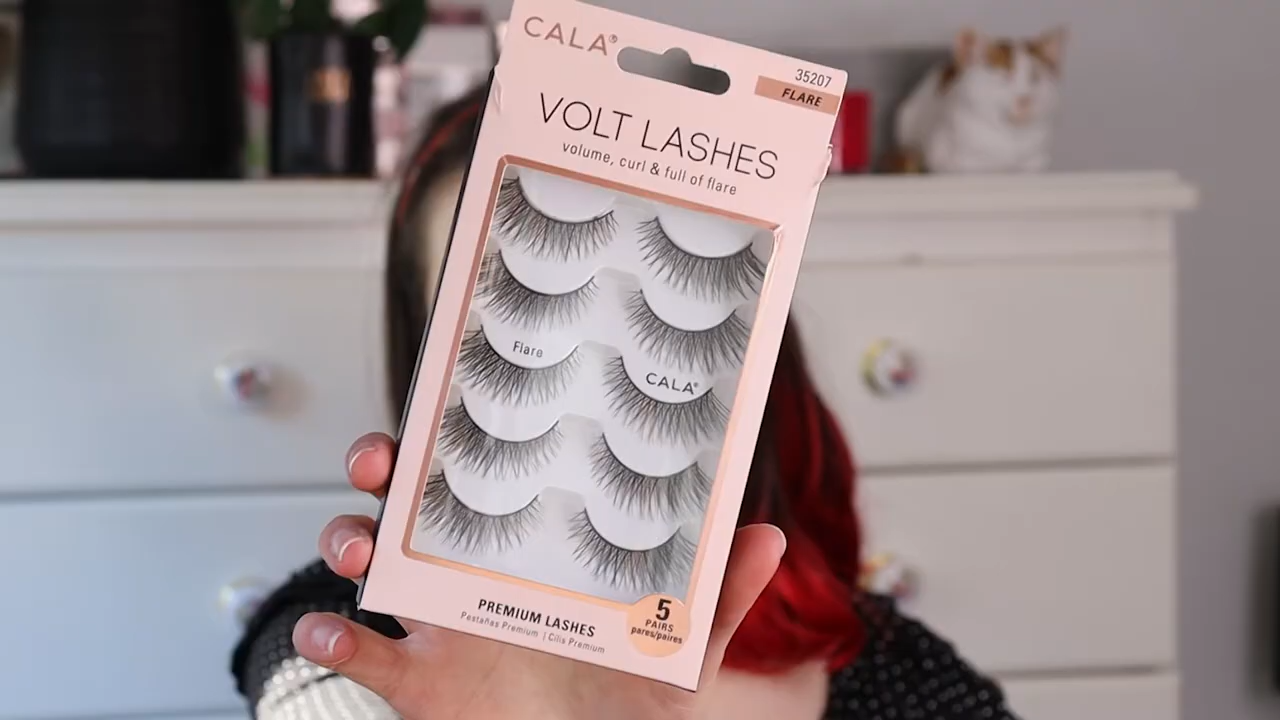 CALA®
35207
FLARE
VOLT LASHES
volume, curl & full of flare
Flare
CALA®
PREMIUM LASHES
Pestañas Premium | Cilis Premium
5
PAIRS
pares/paires